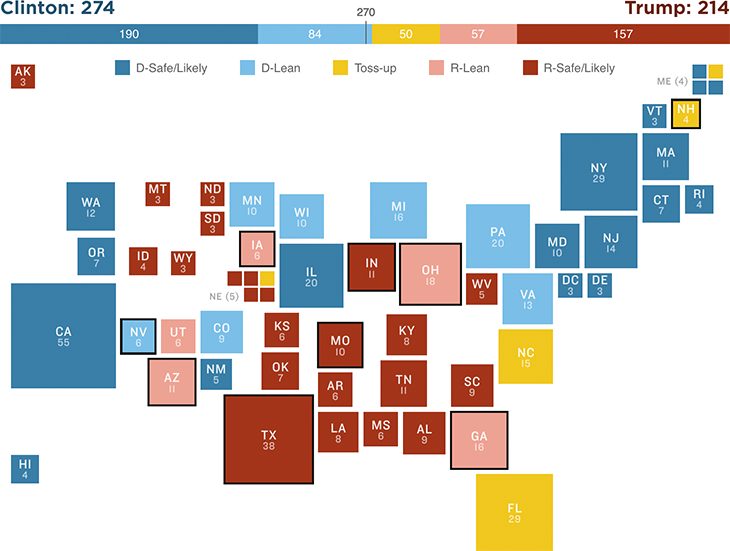 Clinton: 274
270
Trump: 214
190
84
50
57
157
D-Safe/Likely
D-Lean
Toss-up
R-Lean
R-Safe/Likely
AK
3
ME (4)
VT
3
NH
4
NY
29
MA
11
WA
12
MT
3
ND
3
MN
10
WI
10
MI
16
CT
7
RI
4
SD
3
PA
20
OR
7
ID
4
WY
3
IA
6
IL
20
IN
11
OH
18
MD
10
NJ
14
NE (5)
WV
5
VA
13
DC
3
DE
3
CA
55
NV
6
UT
6
CO
9
KS
6
MO
10
KY
8
NC
15
AZ
11
NM
5
OK
7
AR
6
TN
11
SC
9
TX
38
LA
8
MS
6
AL
9
GA
16
HI
4
FL
29